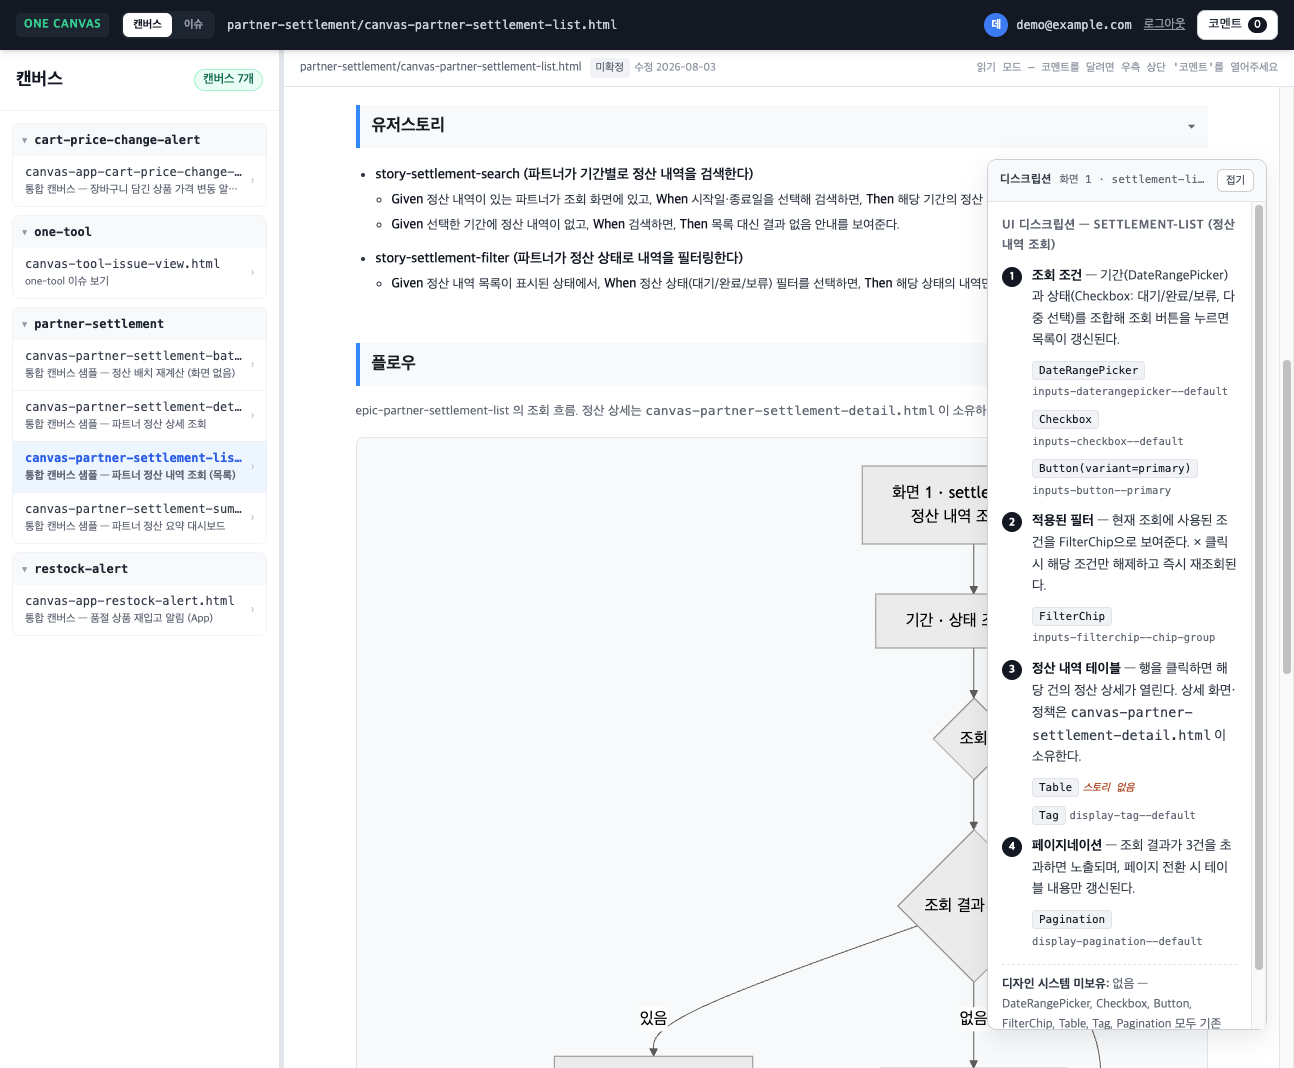 ONE CANVAS
캔버스
이슈
partner-settlement/canvas-partner-settlement-list.html
데
demo@example.com
로그아웃
코멘트 0
캔버스
캔버스 7개
▾ cart-price-change-alert
canvas-app-cart-price-change-…
통합 캔버스 — 장바구니 담긴 상품 가격 변동 알…
▾ one-tool
canvas-tool-issue-view.html
one-tool 이슈 보기
▾ partner-settlement
canvas-partner-settlement-bat…
통합 캔버스 샘플 — 정산 배치 재계산 (화면 없음)
canvas-partner-settlement-det…
통합 캔버스 샘플 — 파트너 정산 상세 조회
canvas-partner-settlement-lis…
통합 캔버스 샘플 — 파트너 정산 내역 조회 (목록)
canvas-partner-settlement-sum…
통합 캔버스 샘플 — 파트너 정산 요약 대시보드
▾ restock-alert
canvas-app-restock-alert.html
통합 캔버스 — 품절 상품 재입고 알림 (App)
partner-settlement/canvas-partner-settlement-list.html 미확정 수정 2026-08-03
읽기 모드 — 코멘트를 달려면 우측 상단 '코멘트'를 열어주세요
유저스토리
story-settlement-search (파트너가 기간별로 정산 내역을 검색한다)
Given 정산 내역이 있는 파트너가 조회 화면에 있고, When 시작일·종료일을 선택해 검색하면, Then 해당 기간의 정산
Given 선택한 기간에 정산 내역이 없고, When 검색하면, Then 목록 대신 결과 없음 안내를 보여준다.
story-settlement-filter (파트너가 정산 상태로 내역을 필터링한다)
Given 정산 내역 목록이 표시된 상태에서, When 정산 상태(대기/완료/보류) 필터를 선택하면, Then 해당 상태의 내역만
플로우
epic-partner-settlement-list 의 조회 흐름. 정산 상세는 canvas-partner-settlement-detail.html 이 소유하
화면 1 · settle
정산 내역 조
기간 · 상태 조
조회
조회 결과
있음
없음
디스크립션 화면 1 · settlement-li…
접기
UI 디스크립션 — SETTLEMENT-LIST (정산
내역 조회)
1 조회 조건 — 기간(DateRangePicker)
과 상태(Checkbox: 대기/완료/보류, 다
중 선택)를 조합해 조회 버튼을 누르면
목록이 갱신된다.
DateRangePicker
inputs-daterangepicker--default
Checkbox
inputs-checkbox--default
Button(variant=primary)
inputs-button--primary
2 적용된 필터 — 현재 조회에 사용된 조
건을 FilterChip으로 보여준다. × 클릭
시 해당 조건만 해제하고 즉시 재조회된
다.
FilterChip
inputs-filterchip--chip-group
3 정산 내역 테이블 — 행을 클릭하면 해
당 건의 정산 상세가 열린다. 상세 화면·
정책은 canvas-partner-
settlement-detail.html 이
소유한다.
Table 스토리 없음
Tag display-tag--default
4 페이지네이션 — 조회 결과가 3건을 초
과하면 노출되며, 페이지 전환 시 테이
블 내용만 갱신된다.
Pagination
display-pagination--default
디자인 시스템 미보유: 없음 —
DateRangePicker, Checkbox, Button,
FilterChip, Table, Tag, Pagination 모두 기존